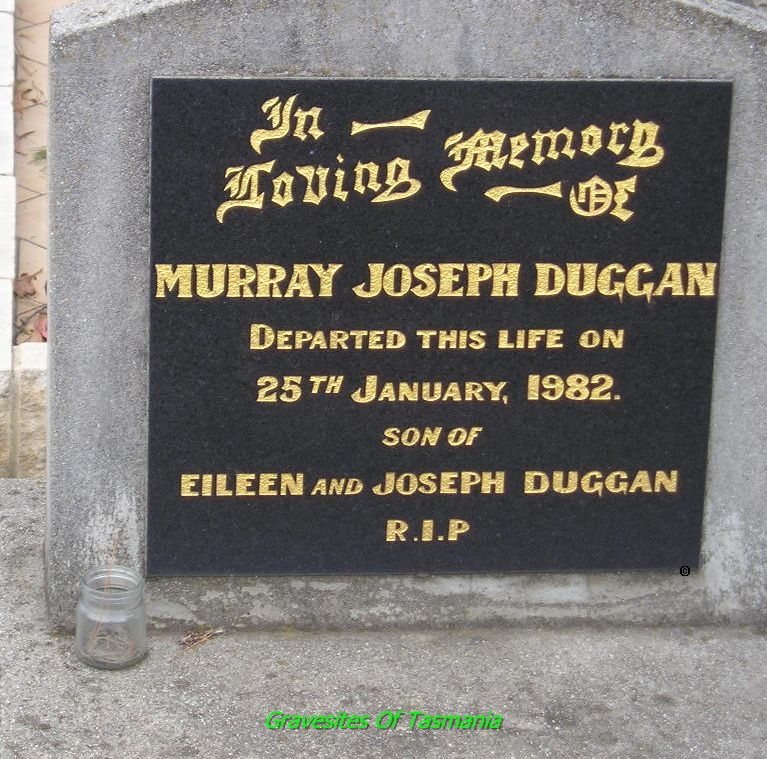 In
Loving Memory
Of
MURRAY JOSEPH DUGGAN
DEPARTED THIS LIFE ON
25TH JANUARY, 1982.
SON OF
EILEEN AND JOSEPH DUGGAN
R.I.P
©
Gravesites Of Tasmania